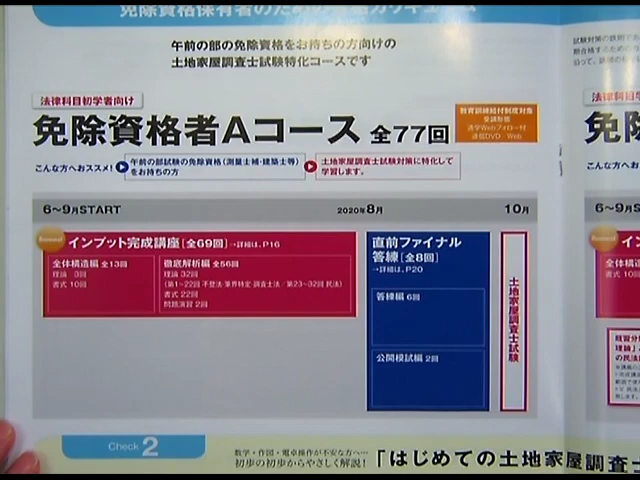 免除資格保有者のための
午前の部の免除資格をお持ちの方向けの
土地家屋調査士試験特化コースです
法律科目初学者向け
免除資格者Aコース 全77回
教育訓練給付制度対象
受講形態
通学Webフォロー付
通信DVD・Web
こんな方へおススメ!
午前の部試験の免除資格(測量士補・建築士等)
をお持ちの方
土地家屋調査士試験対策に特化して
学習します。
6〜9月START
2020年8月
10月
インプット完成講座[全69回]→詳細は、P16
全体構造編 全13回
理論 3回
書式 10回
徹底解析編 全56回
理論 32回
(第1〜22回 不登法・業界特定・調査士法/第23〜32回 民法)
書式 22回
問題演習 2回
直前ファイナル
答練[全8回]
→詳細は、P20
答練編 6回
公開模試編 2回
土地家屋調査士試験
Check 2
数学・作図・電卓操作が不安な方へ…
初歩の初歩からやさしく解説!
「はじめての土地家屋調査士
法律科目
免除
こんな方へお
6〜9月S
イン
全体構造
理論
書式 10